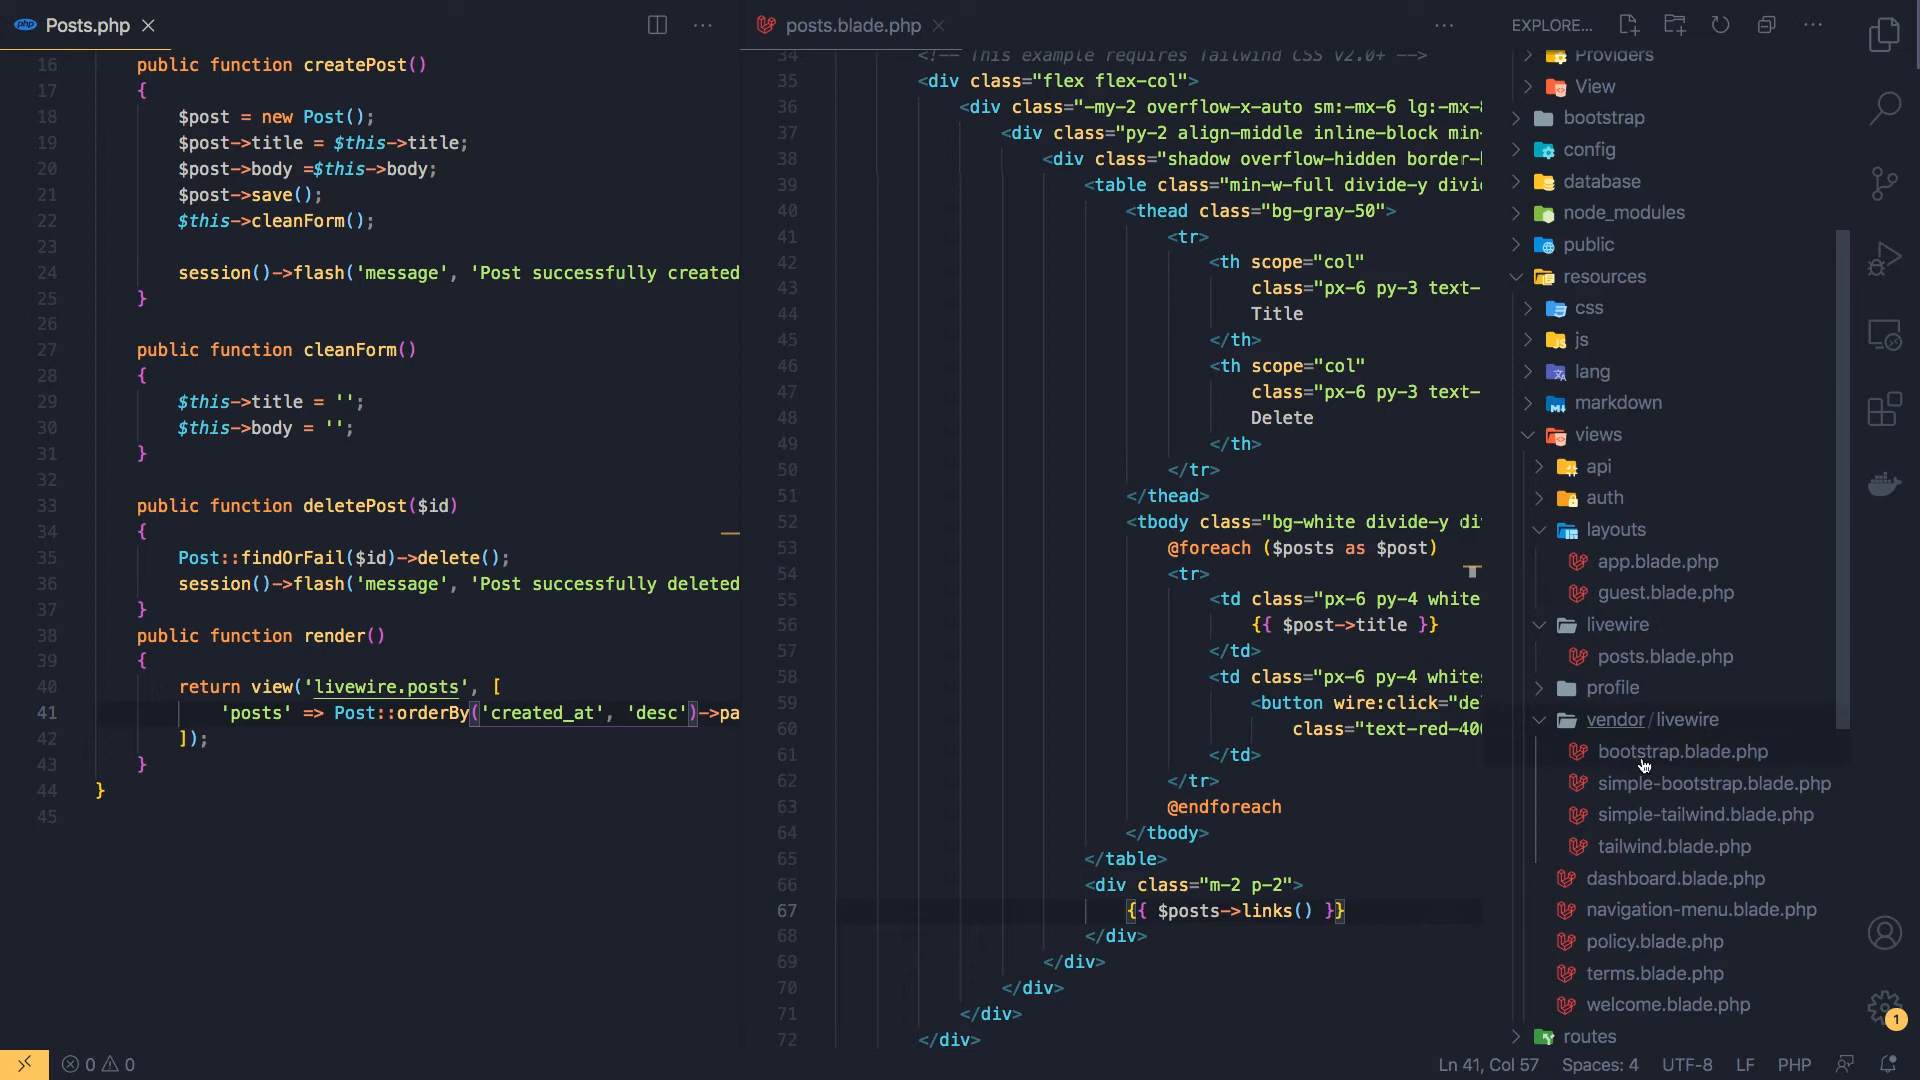 php Posts.php
16 public function createPost()
17 {
18 $post = new Post();
19 $post->title = $this->title;
20 $post->body =$this->body;
21 $post->save();
22 $this->cleanForm();
23
24 session()->flash('message', 'Post successfully created
25 }
26
27 public function cleanForm()
28 {
29 $this->title = '';
30 $this->body = '';
31 }
32
33 public function deletePost($id)
34 {
35 Post::findOrFail($id)->delete();
36 session()->flash('message', 'Post successfully deleted
37 }
38 public function render()
39 {
40 return view('livewire.posts', [
41 'posts' => Post::orderBy('created_at', 'desc')->pa
42 ]);
43 }
44 }
45
posts.blade.php
34 <!-- This example requires Tailwind CSS v2.0+ -->
35 <div class="flex flex-col">
36 <div class="-my-2 overflow-x-auto sm:-mx-6 lg:-mx-8
37 <div class="py-2 align-middle inline-block min-
38 <div class="shadow overflow-hidden border-b
39 <table class="min-w-full divide-y divid
40 <thead class="bg-gray-50">
41 <tr>
42 <th scope="col"
43 class="px-6 py-3 text-
44 Title
45 </th>
46 <th scope="col"
47 class="px-6 py-3 text-
48 Delete
49 </th>
50 </tr>
51 </thead>
52 <tbody class="bg-white divide-y di
53 @foreach ($posts as $post)
54 <tr>
55 <td class="px-6 py-4 white
56 {{ $post->title }}
57 </td>
58 <td class="px-6 py-4 white
59 <button wire:click="de
60 class="text-red-400
61 </td>
62 </tr>
63 @endforeach
64 </tbody>
65 </table>
66 <div class="m-2 p-2">
67 {{ $posts->links() }}
68 </div>
69 </div>
70 </div>
71 </div>
72 </div>
EXPLORE...
Providers
View
bootstrap
config
database
node_modules
public
resources
css
js
lang
markdown
views
api
auth
layouts
app.blade.php
guest.blade.php
livewire
posts.blade.php
profile
vendor/livewire
bootstrap.blade.php
simple-bootstrap.blade.php
simple-tailwind.blade.php
tailwind.blade.php
dashboard.blade.php
navigation-menu.blade.php
policy.blade.php
terms.blade.php
welcome.blade.php
routes
1
0 0
Ln 41, Col 57 Spaces: 4 UTF-8 LF PHP